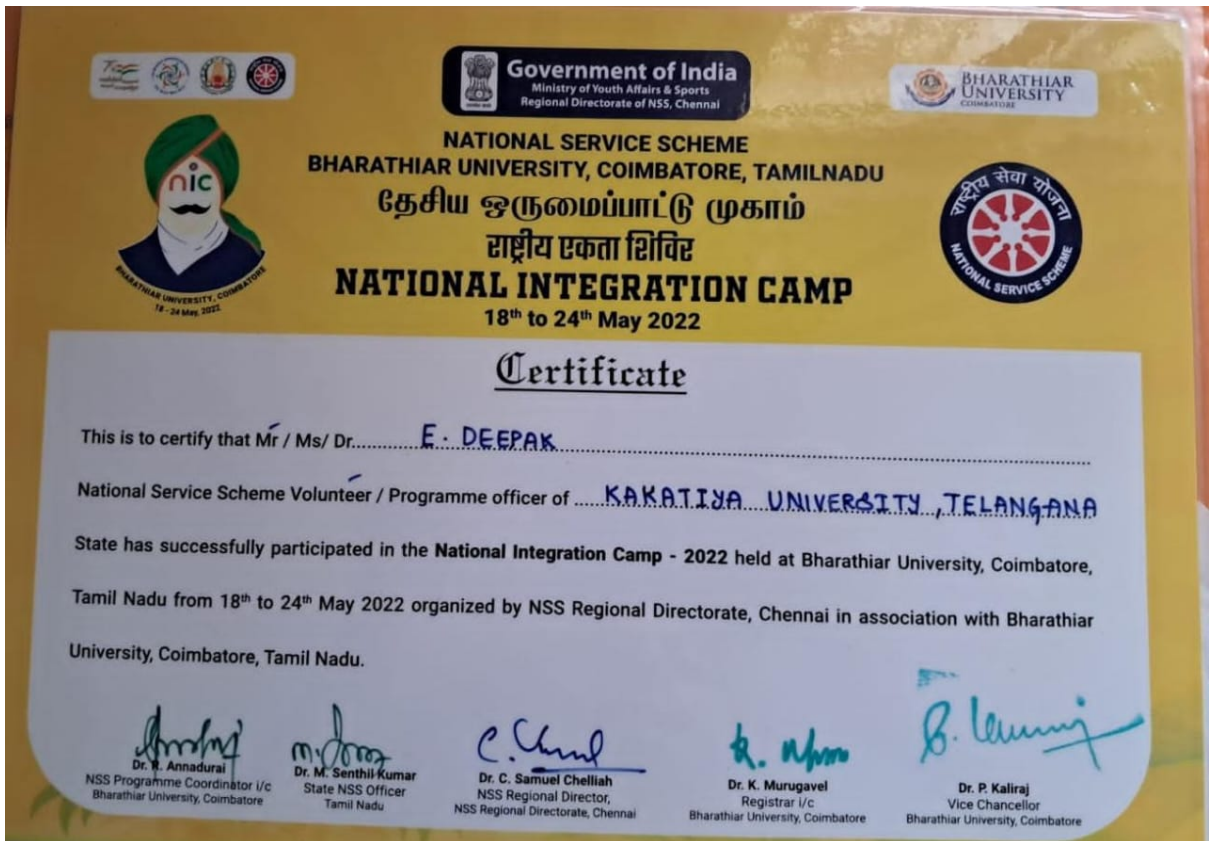 Government of India
Ministry of Youth Affairs & Sports
Regional Directorate of NSS, Chennai
BHARATHIAR
UNIVERSITY
COIMBATORE
NATIONAL SERVICE SCHEME
BHARATHIAR UNIVERSITY, COIMBATORE, TAMILNADU
தேசிய ஒருமைப்பாட்டு முகாம்
राष्ट्रीय एकता शिविर
NATIONAL INTEGRATION CAMP
18th to 24th May 2022
nic
BHARATHIAR UNIVERSITY, COIMBATORE
18 - 24 May, 2022
राष्ट्रीय सेवा योजना
NATIONAL SERVICE SCHEME
Certificate
This is to certify that Mr / Ms/ Dr. E. DEEPAK
National Service Scheme Volunteer / Programme officer of KAKATIYA UNIVERSITY, TELANGANA
State has successfully participated in the National Integration Camp - 2022 held at Bharathiar University, Coimbatore,
Tamil Nadu from 18th to 24th May 2022 organized by NSS Regional Directorate, Chennai in association with Bharathiar
University, Coimbatore, Tamil Nadu.
Dr. R. Annadurai
NSS Programme Coordinator i/c
Bharathiar University, Coimbatore
Dr. M. Senthil Kumar
State NSS Officer
Tamil Nadu
C. Samuel
Dr. C. Samuel Chelliah
NSS Regional Director,
NSS Regional Directorate, Chennai
Dr. K. Murugavel
Registrar i/c
Bharathiar University, Coimbatore
Dr. P. Kaliraj
Vice Chancellor
Bharathiar University, Coimbatore